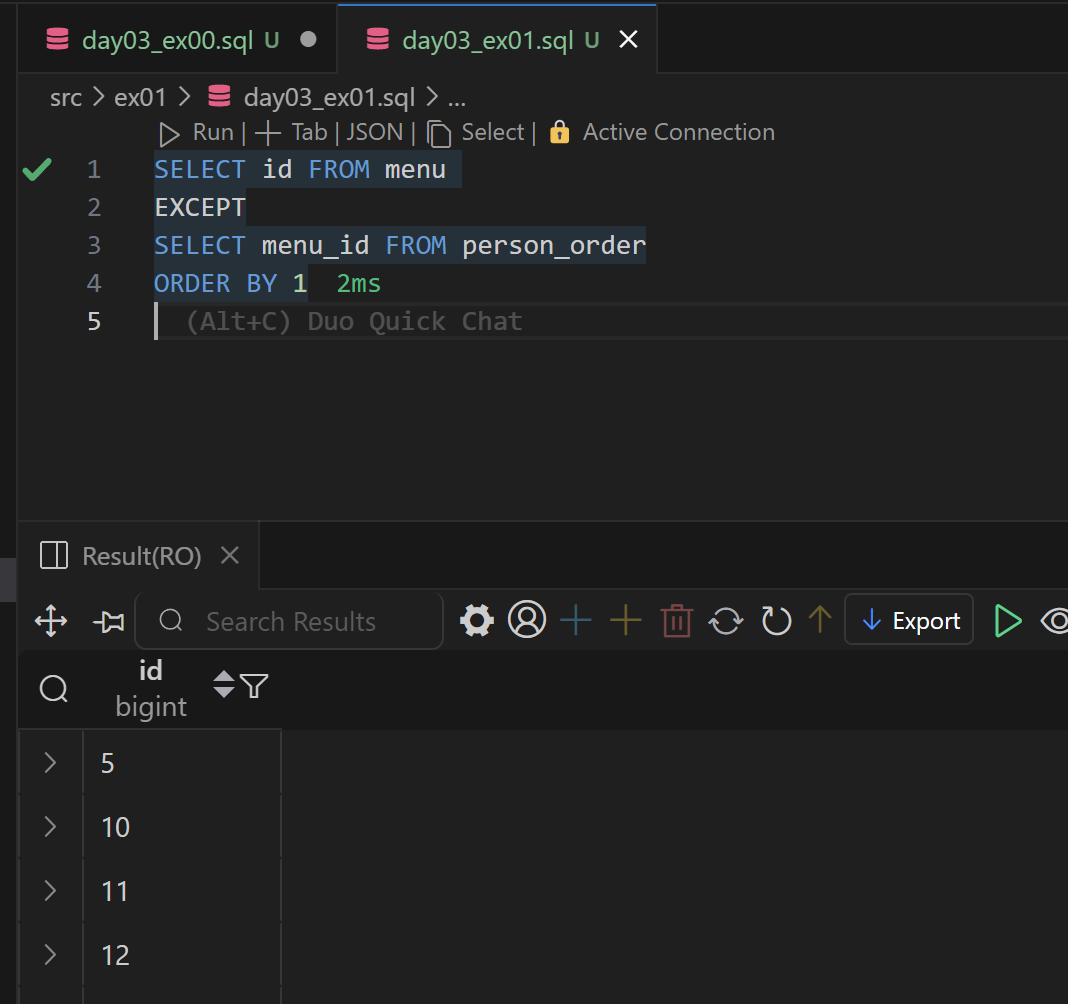 day03_ex00.sql U day03_ex01.sql U
src > ex01 > day03_ex01.sql > ...
Run | Tab | JSON | Select | Active Connection
1 SELECT id FROM menu
2 EXCEPT
3 SELECT menu_id FROM person_order
4 ORDER BY 1 2ms
5 (Alt+C) Duo Quick Chat
Result(RO)
Search Results Export
id
bigint
5
10
11
12